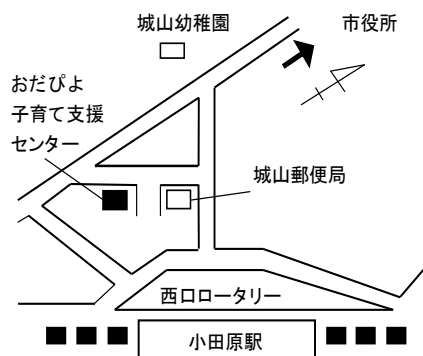 城山幼稚園
市役所
おだぴよ
子育て支援
センター
城山郵便局
西口ロータリー
小田原駅